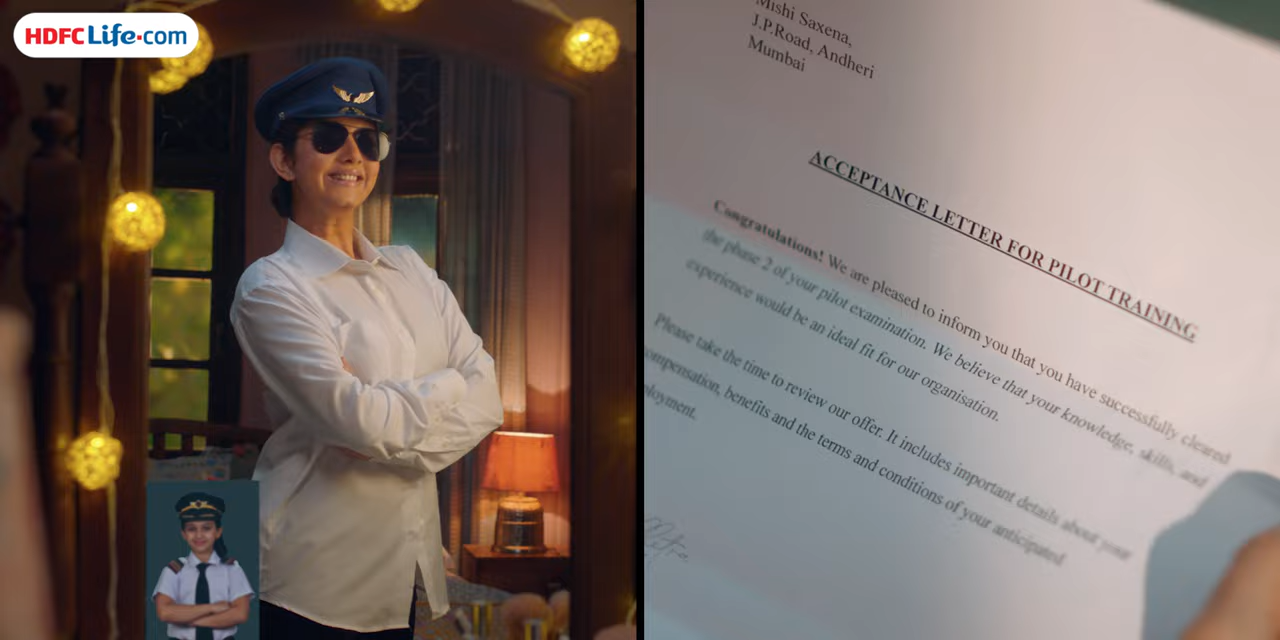 HDFC Life.com
Mishi Saxena,
J.P.Road, Andheri
Mumbai
ACCEPTANCE LETTER FOR PILOT TRAINING
Congratulations! We are pleased to inform you that you have successfully cleared
the phase 2 of your pilot examination. We believe that your knowledge, skills, and
experience would be an ideal fit for our organisation.
Please take the time to review our offer. It includes important details about your
compensation, benefits and the terms and conditions of your anticipated